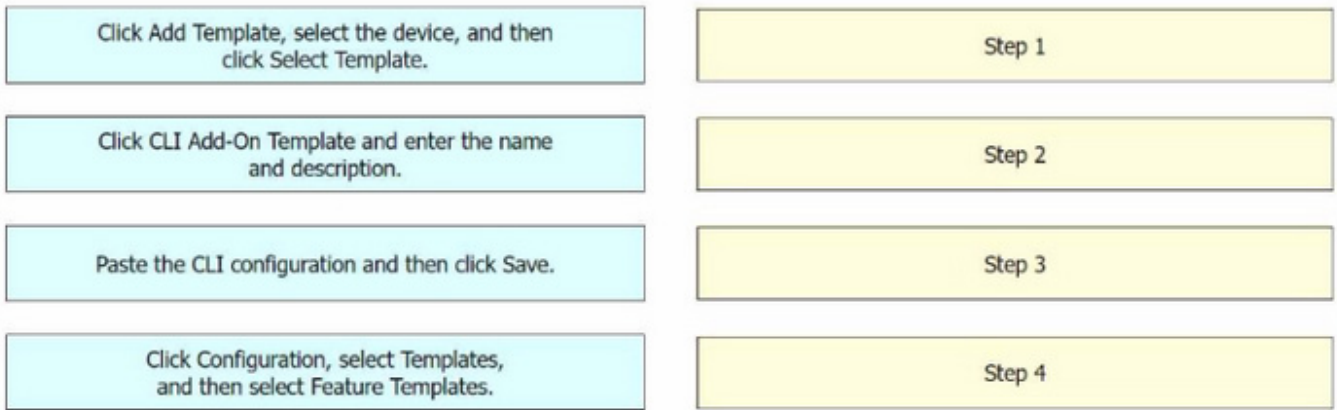 Click Add Template, select the device, and then
click Select Template.
Step 1
Click CLI Add-On Template and enter the name
and description.
Step 2
Paste the CLI configuration and then click Save.
Step 3
Click Configuration, select Templates,
and then select Feature Templates.
Step 4